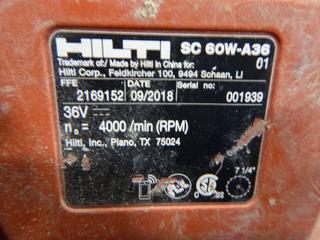 HILTI SC 60W-A36
Trademark of./ Made by Hilti in China for: 01
Hilti Corp., Feldkircher 100, 9494 Schaan, LI
FFE DATE Serial no:
2169152 09/2018 001939
36V
n₀ = 4000 /min (RPM)
Hilti, Inc., Plano, TX 75024
7 1/4"